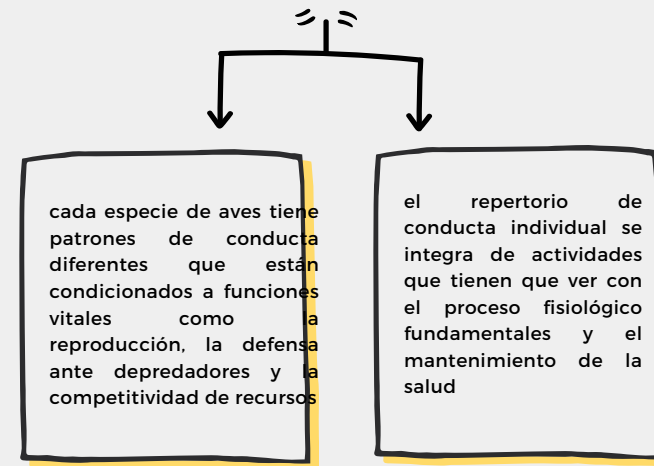 cada especie de aves tiene
patrones de conducta
diferentes que están
condicionados a funciones
vitales como la
reproducción, la defensa
ante depredadores y la
competitividad de recursos
el repertorio de
conducta individual se
integra de actividades
que tienen que ver con
el proceso fisiológico
fundamentales y el
mantenimiento de la
salud